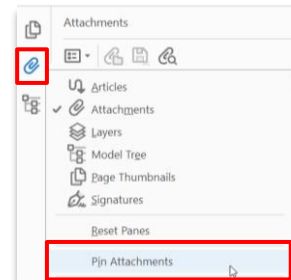 Attachments
Articles
Attachments
Layers
Model Tree
Page Thumbnails
Signatures
Reset Panes
Pin Attachments